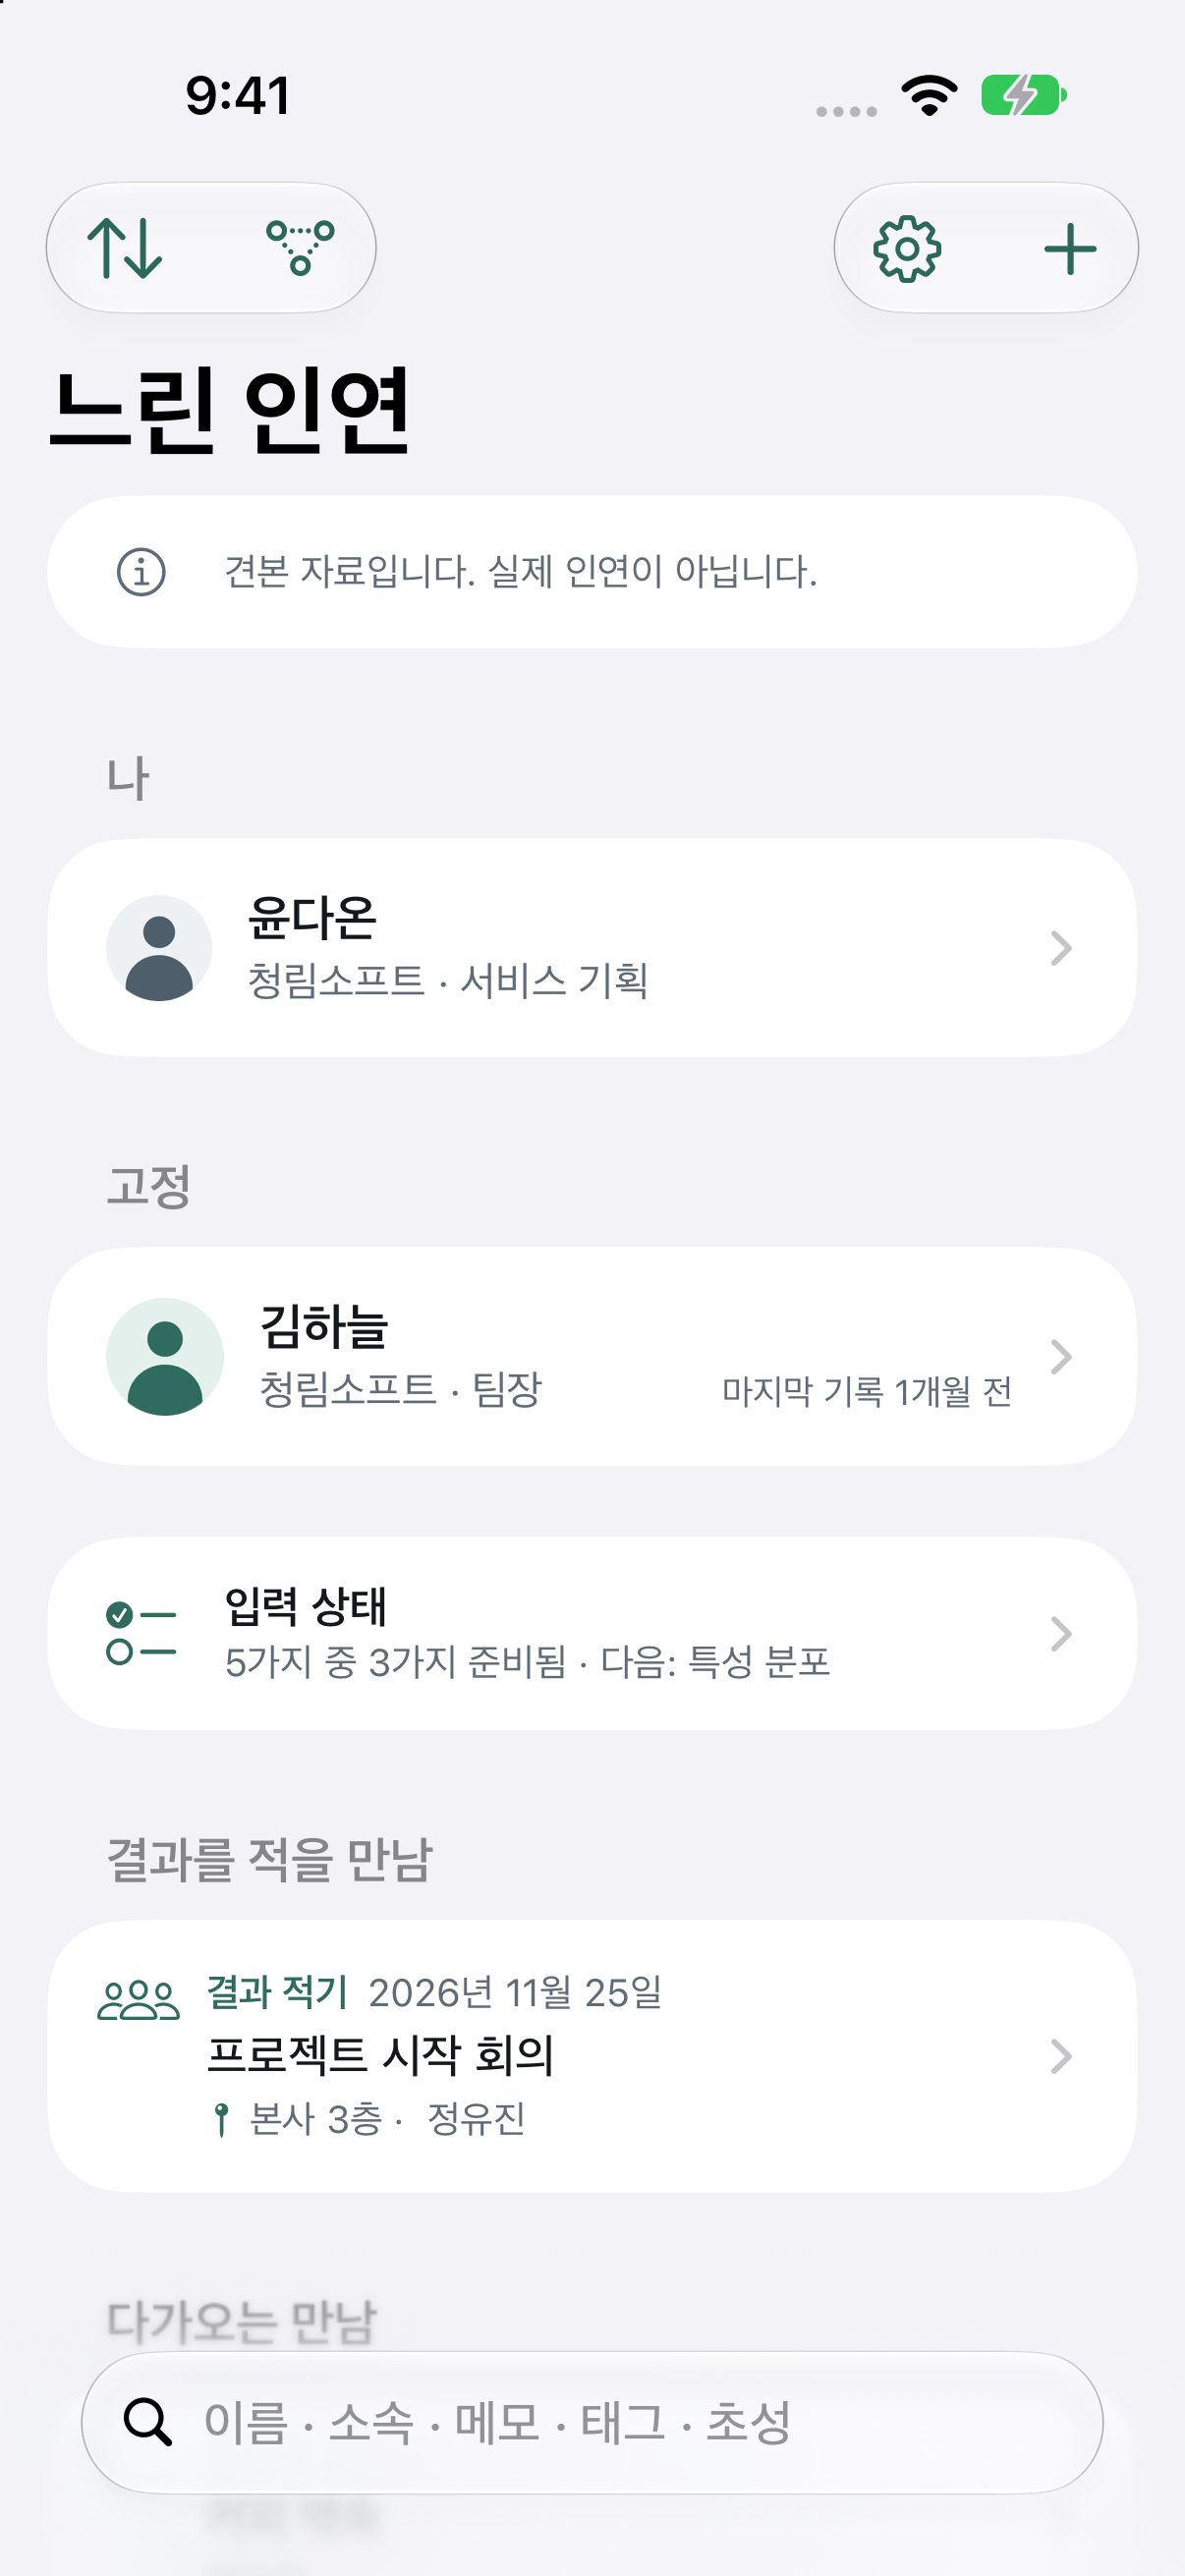 9:41
느린 인연
견본 자료입니다. 실제 인연이 아닙니다.
나
윤다온
청림소프트 · 서비스 기획
고정
김하늘
청림소프트 · 팀장
마지막 기록 1개월 전
입력 상태
5가지 중 3가지 준비됨 · 다음: 특성 분포
결과를 적을 만남
결과 적기 2026년 11월 25일
프로젝트 시작 회의
본사 3층 · 정유진
다가오는 만남
이름 · 소속 · 메모 · 태그 · 초성